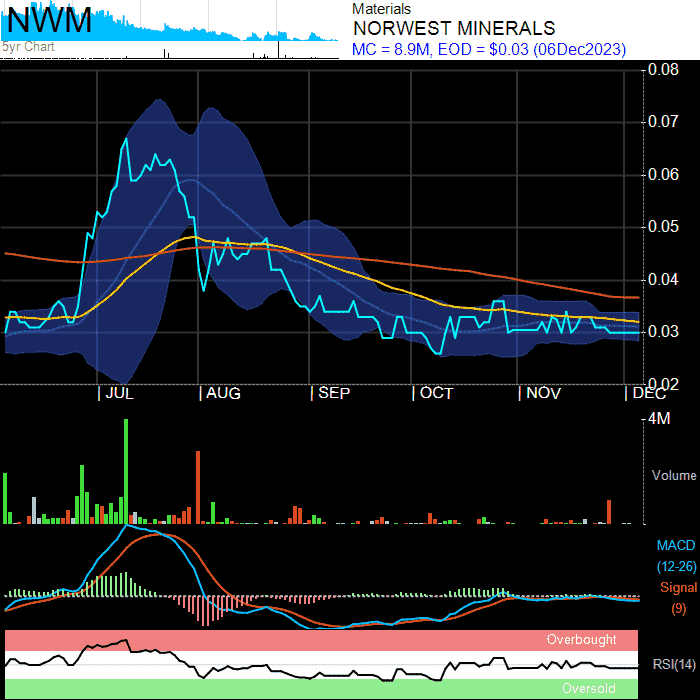 NWM
5yr Chart
Materials
NORWEST MINERALS
MC = 8.9M, EOD = $0.03 (06Dec2023)
0.08
0.07
0.06
0.05
0.04
0.03
0.02
JUL AUG SEP OCT NOV DEC
4M
Volume
MACD
(12-26)
Signal
(9)
Overbought
RSI(14)
Oversold